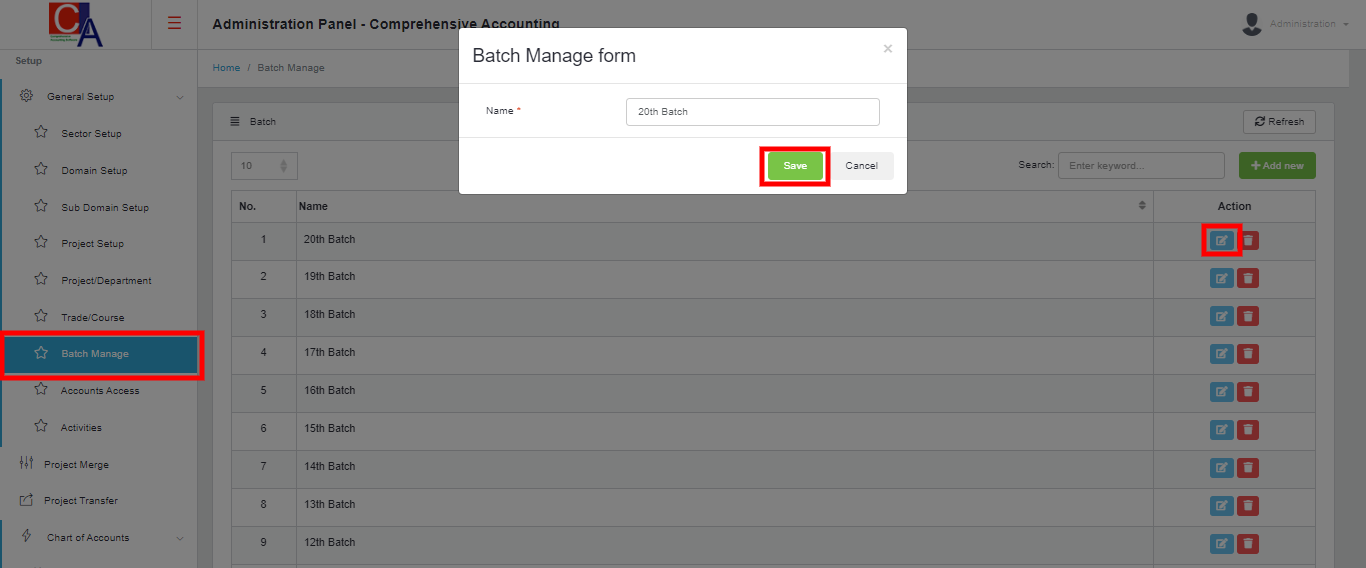 CA
Administration Panel - Comprehensive Accounting
Administration
Setup
Home / Batch Manage
General Setup
Sector Setup
Domain Setup
Sub Domain Setup
Project Setup
Project/Department
Trade/Course
Batch Manage
Accounts Access
Activities
Project Merge
Project Transfer
Chart of Accounts
Batch Manage form
×
Name *
20th Batch
Save
Cancel
Batch
Refresh
10
Search:
Enter keyword...
Add new
No. Name Action
1 20th Batch
2 19th Batch
3 18th Batch
4 17th Batch
5 16th Batch
6 15th Batch
7 14th Batch
8 13th Batch
9 12th Batch